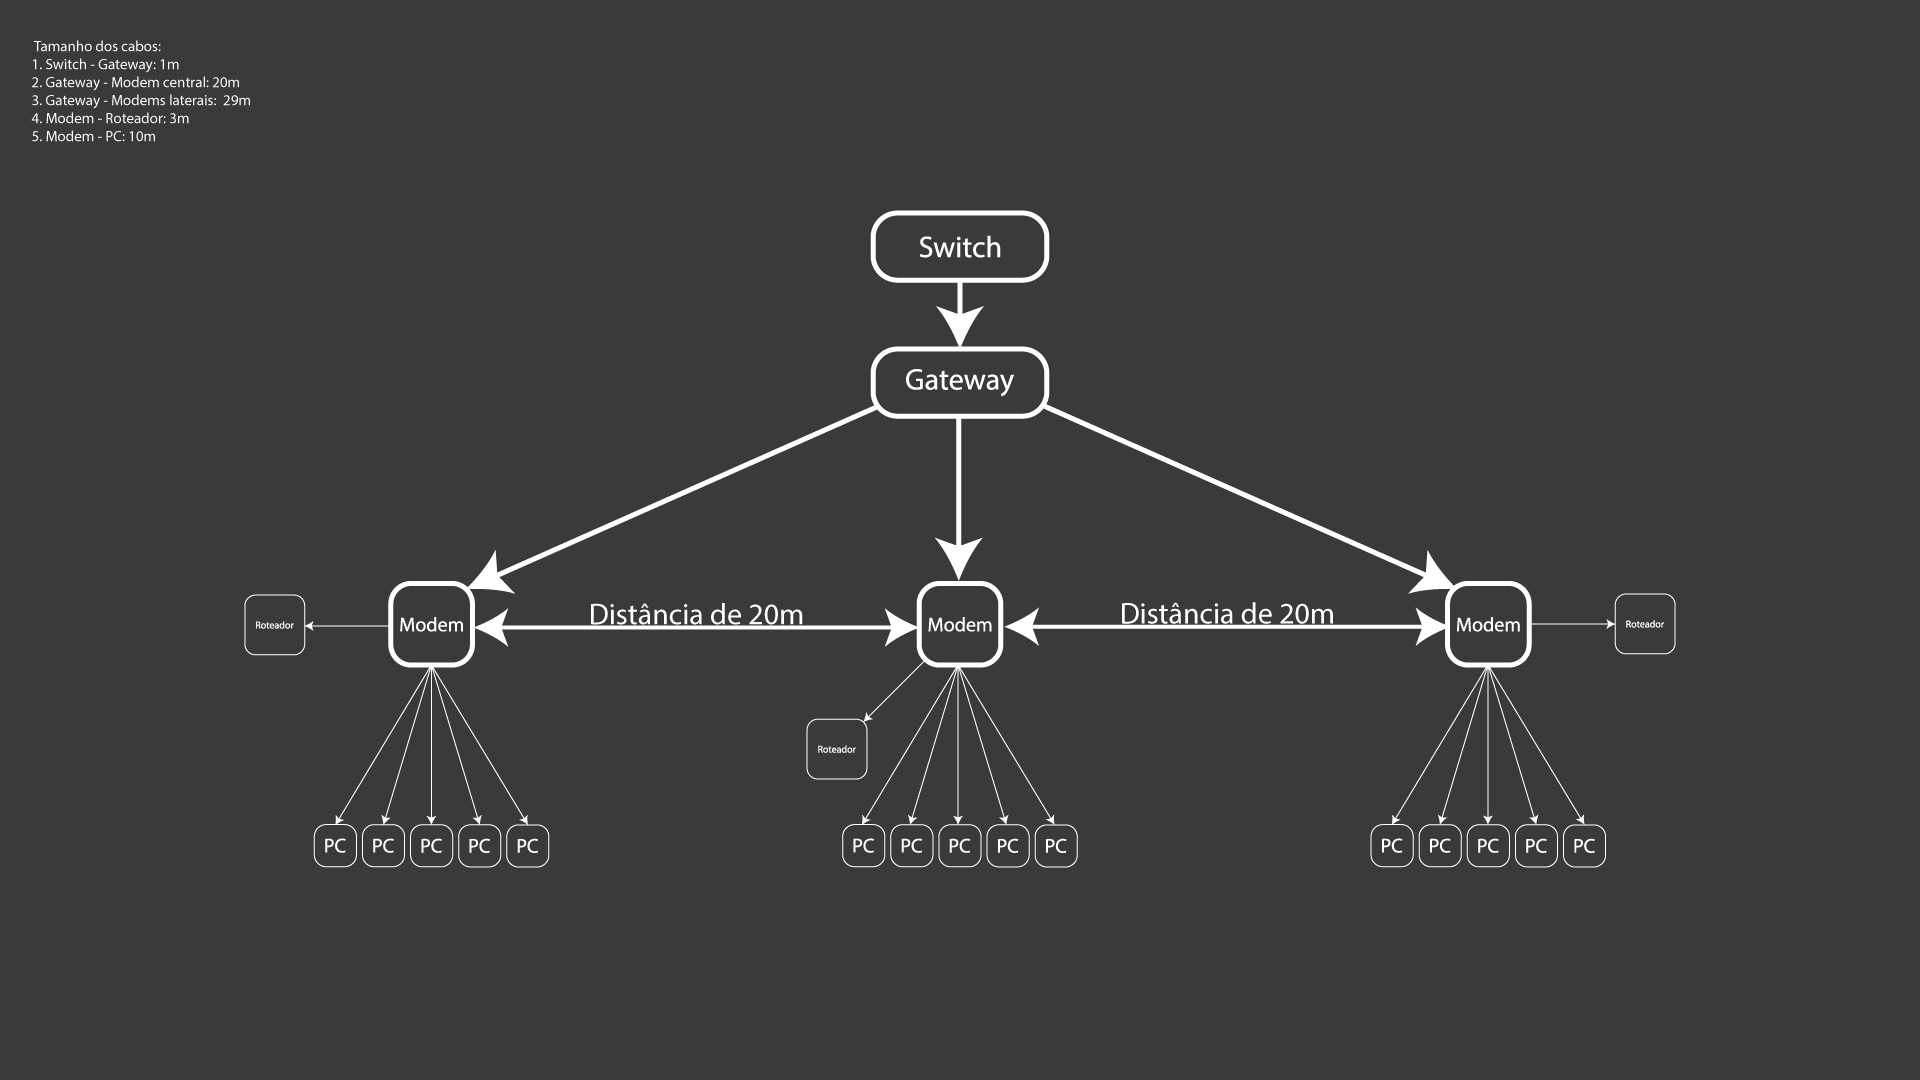 Tamanho dos cabos:
1. Switch - Gateway: 1m
2. Gateway - Modem central: 20m
3. Gateway - Modems laterais:  29m
4. Modem - Roteador: 3m
5. Modem - PC: 10m
Switch
Gateway
Distância de 20m
Distância de 20m
Roteador
Modem
Modem
Modem
Roteador
Roteador
PC PC PC PC PC
PC PC PC PC PC
PC PC PC PC PC